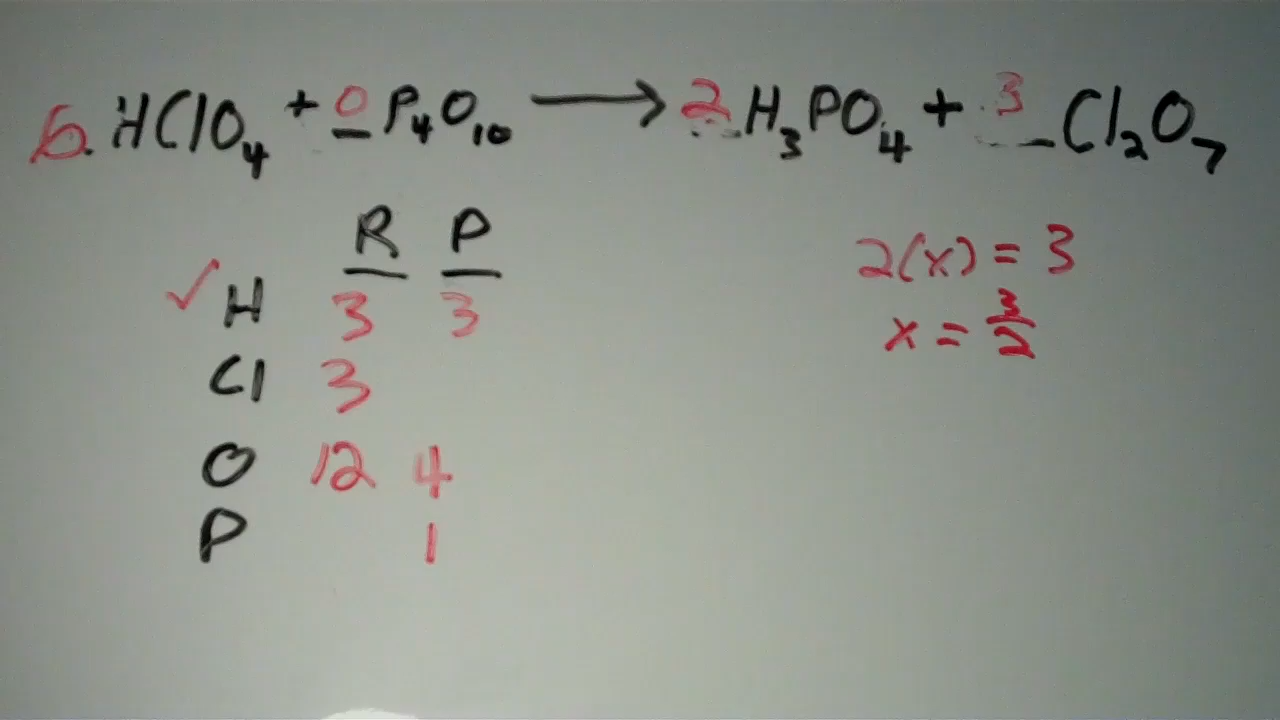 6. HClO₄ + 0 P₄O₁₀ → 2 H₃PO₄ + 3 Cl₂O₇
R P
✓ H 3 3
Cl 3
O 12 4
P 1
2(x) = 3
x = 3/2